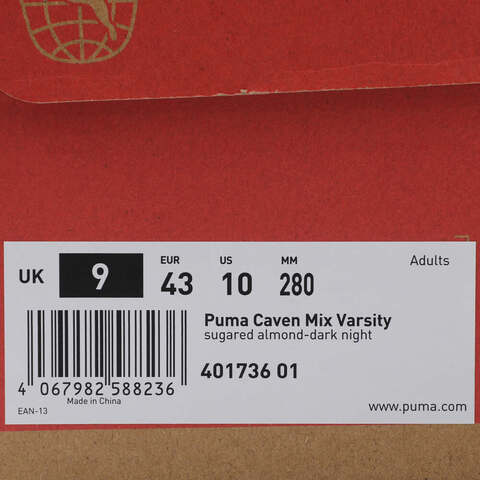 Adults
UK 9 EUR 43 US 10 MM 280
Puma Caven Mix Varsity
sugared almond-dark night
401736 01
4 067982 588236
Made in China
EAN-13
www.puma.com